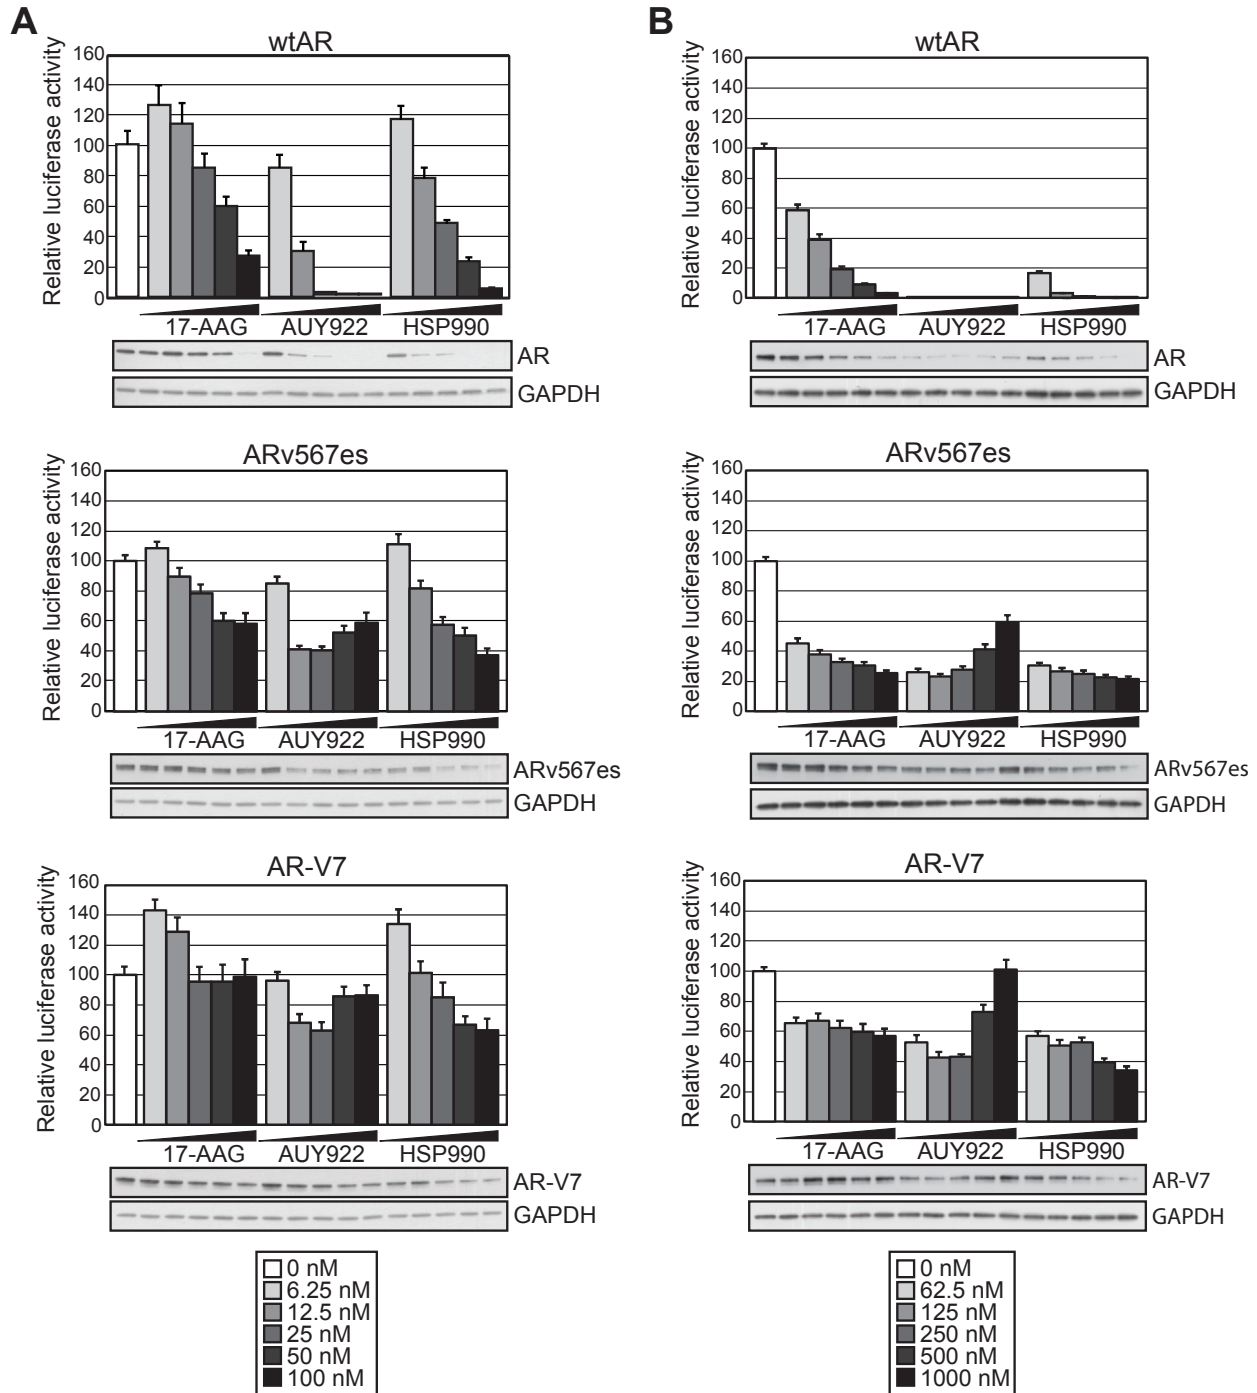 A
wtAR
Relative luciferase activity
160
140
120
100
80
60
40
20
0
17-AAG AUY922 HSP990
AR
GAPDH
ARv567es
Relative luciferase activity
160
140
120
100
80
60
40
20
0
17-AAG AUY922 HSP990
ARv567es
GAPDH
AR-V7
Relative luciferase activity
160
140
120
100
80
60
40
20
0
17-AAG AUY922 HSP990
AR-V7
GAPDH
0 nM
6.25 nM
12.5 nM
25 nM
50 nM
100 nM
B
wtAR
Relative luciferase activity
160
140
120
100
80
60
40
20
0
17-AAG AUY922 HSP990
AR
GAPDH
ARv567es
Relative luciferase activity
160
140
120
100
80
60
40
20
0
17-AAG AUY922 HSP990
ARv567es
GAPDH
AR-V7
Relative luciferase activity
160
140
120
100
80
60
40
20
0
17-AAG AUY922 HSP990
AR-V7
GAPDH
0 nM
62.5 nM
125 nM
250 nM
500 nM
1000 nM